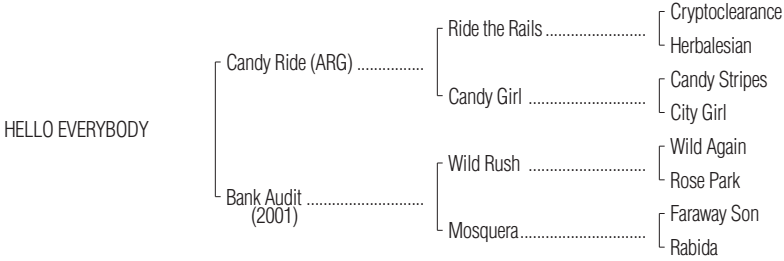 Cryptoclearance
Ride the Rails ........................
Herbalesian
Candy Ride (ARG) ................
Candy Stripes
Candy Girl ............................
City Girl
HELLO EVERYBODY
Wild Again
Wild Rush ............................
Rose Park
Bank Audit ............................
(2001)
Faraway Son
Mosquera..............................
Rabida